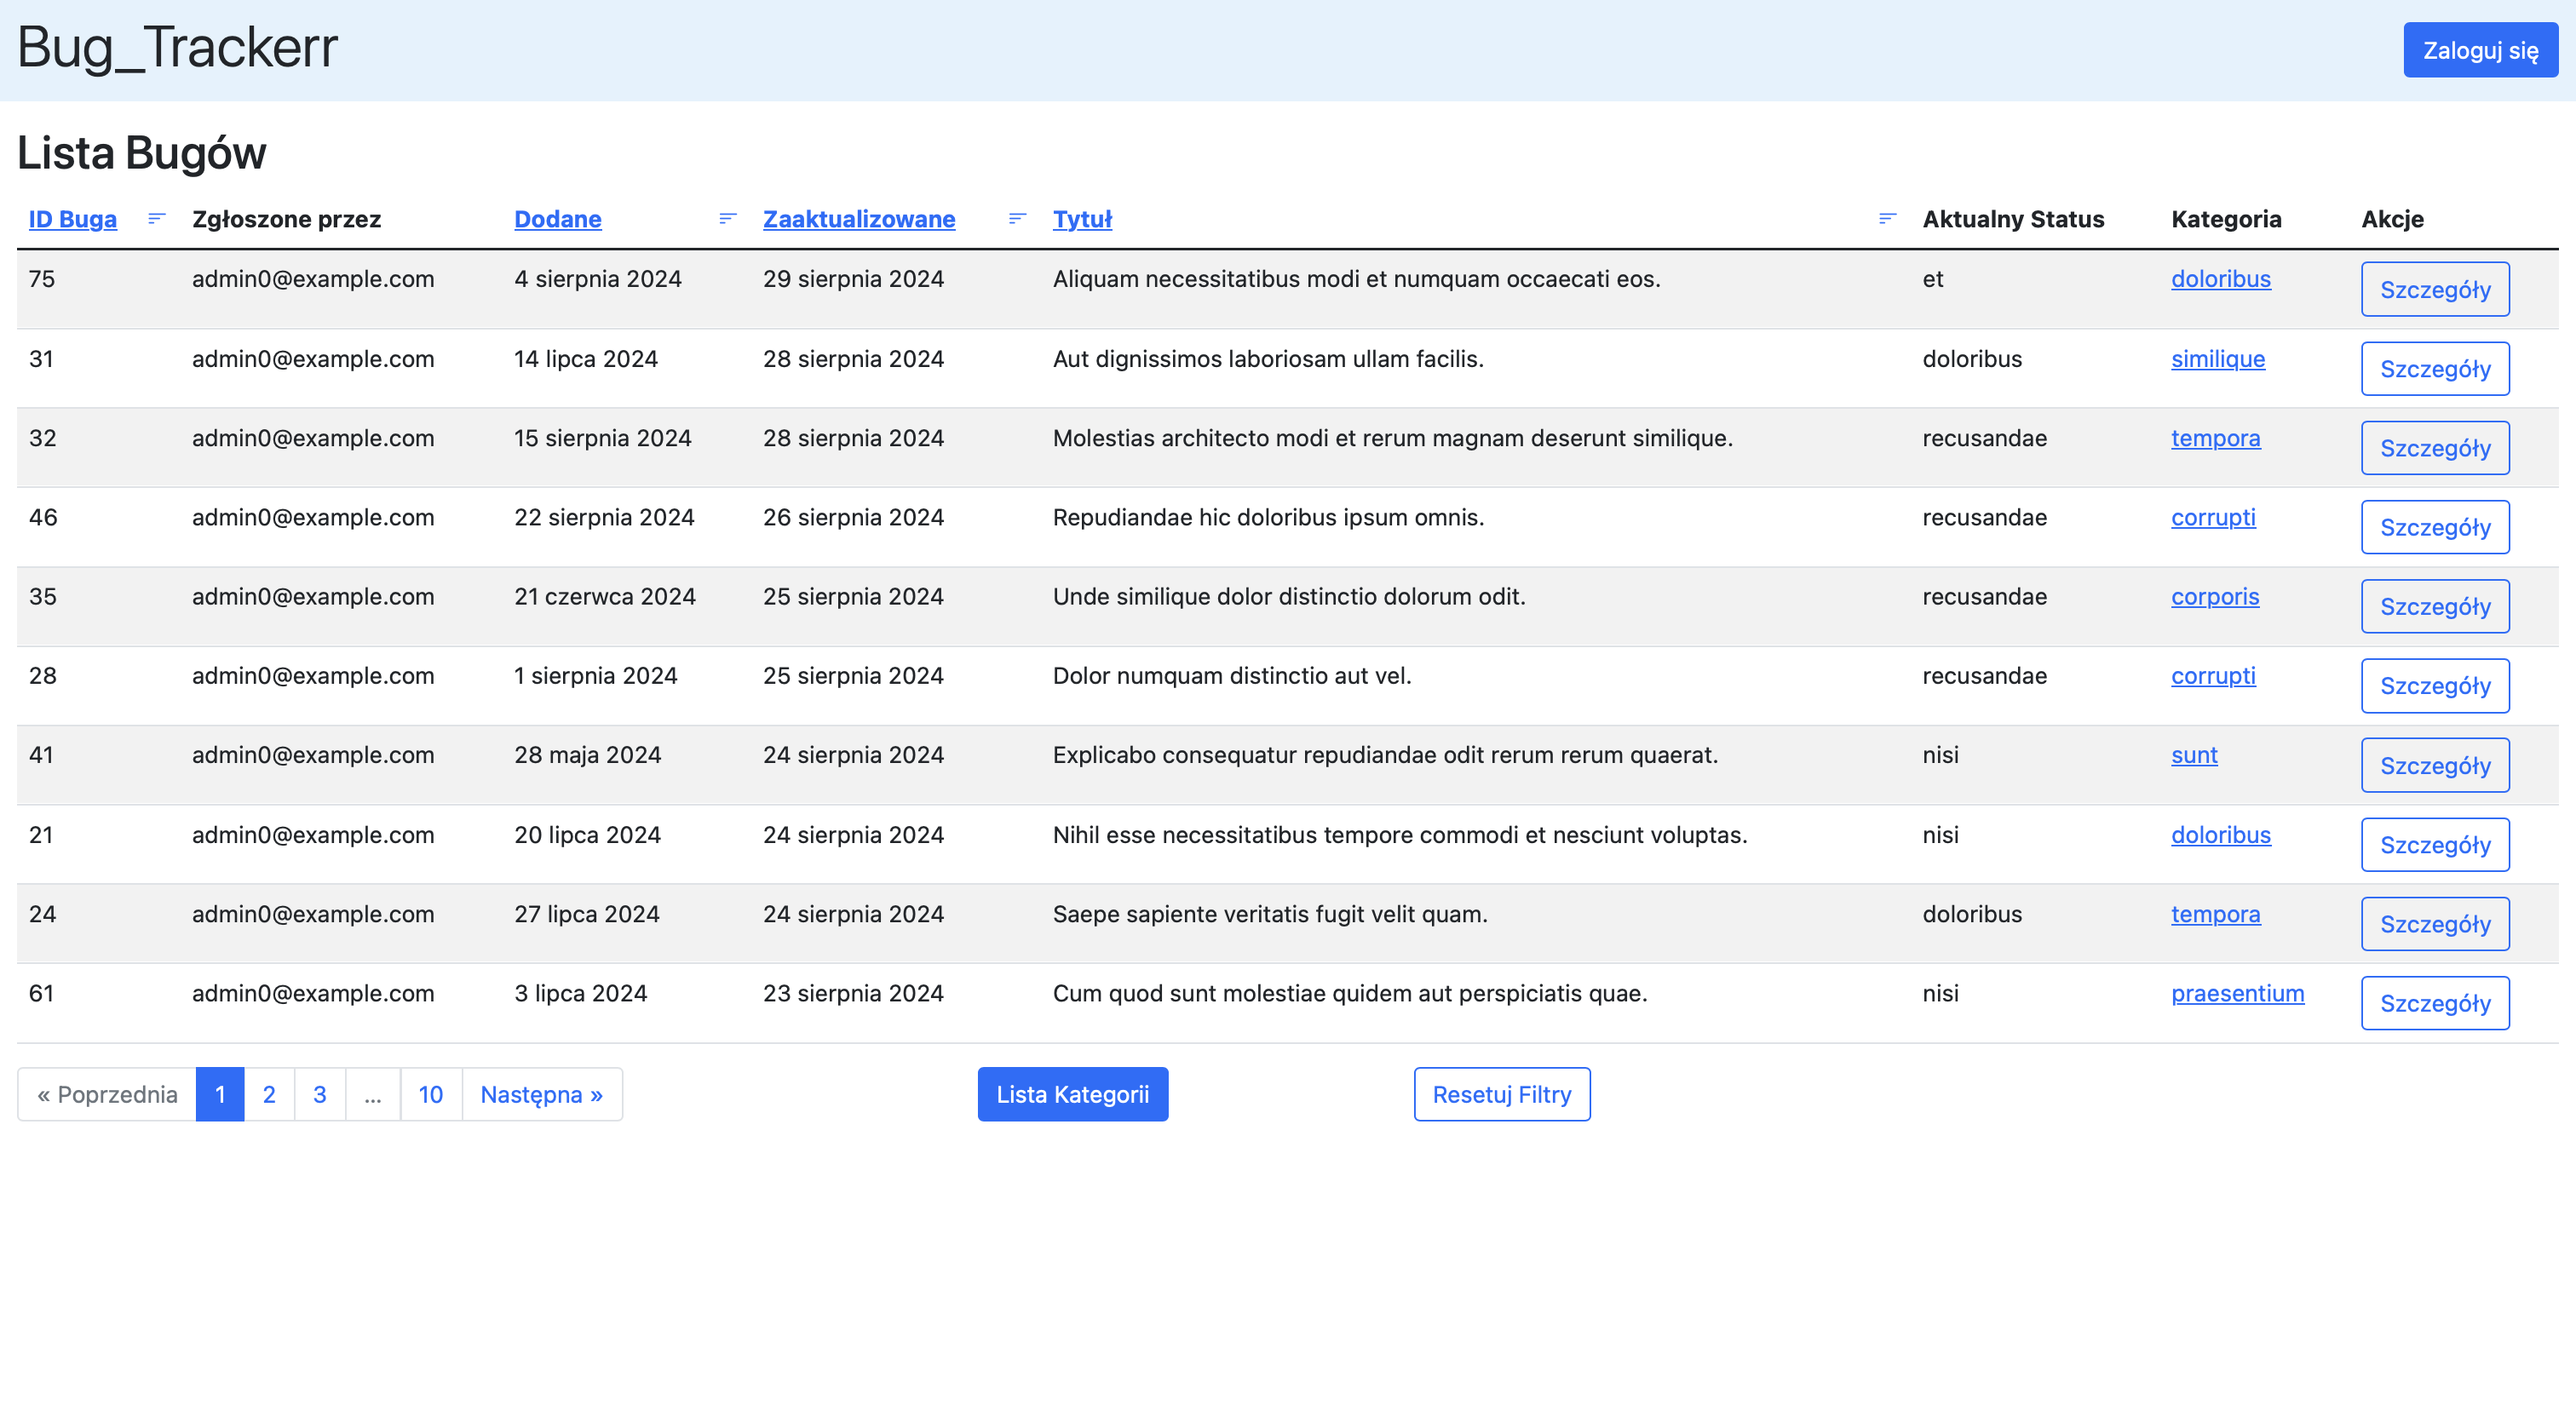 Bug_Trackerr Zaloguj się
Lista Bugów
ID Buga Zgłoszone przez Dodane Zaaktualizowane Tytuł Aktualny Status Kategoria Akcje
75 admin0@example.com 4 sierpnia 2024 29 sierpnia 2024 Aliquam necessitatibus modi et numquam occaecati eos. et doloribus Szczegóły
31 admin0@example.com 14 lipca 2024 28 sierpnia 2024 Aut dignissimos laboriosam ullam facilis. doloribus similique Szczegóły
32 admin0@example.com 15 sierpnia 2024 28 sierpnia 2024 Molestias architecto modi et rerum magnam deserunt similique. recusandae tempora Szczegóły
46 admin0@example.com 22 sierpnia 2024 26 sierpnia 2024 Repudiandae hic doloribus ipsum omnis. recusandae corrupti Szczegóły
35 admin0@example.com 21 czerwca 2024 25 sierpnia 2024 Unde similique dolor distinctio dolorum odit. recusandae corporis Szczegóły
28 admin0@example.com 1 sierpnia 2024 25 sierpnia 2024 Dolor numquam distinctio aut vel. recusandae corrupti Szczegóły
41 admin0@example.com 28 maja 2024 24 sierpnia 2024 Explicabo consequatur repudiandae odit rerum rerum quaerat. nisi sunt Szczegóły
21 admin0@example.com 20 lipca 2024 24 sierpnia 2024 Nihil esse necessitatibus tempore commodi et nesciunt voluptas. nisi doloribus Szczegóły
24 admin0@example.com 27 lipca 2024 24 sierpnia 2024 Saepe sapiente veritatis fugit velit quam. doloribus tempora Szczegóły
61 admin0@example.com 3 lipca 2024 23 sierpnia 2024 Cum quod sunt molestiae quidem aut perspiciatis quae. nisi praesentium Szczegóły
« Poprzednia 1 2 3 ... 10 Następna » Lista Kategorii Resetuj Filtry